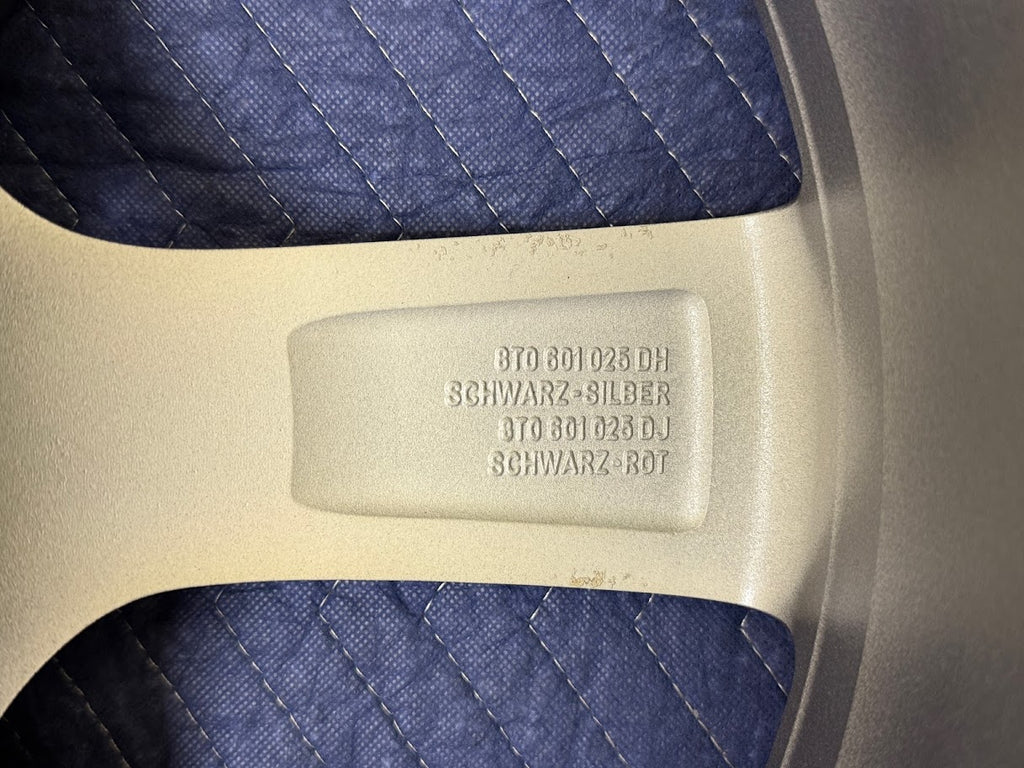 8T0 601 025 DH
SCHWARZ-SILBER
8T0 601 025 DJ
SCHWARZ-ROT